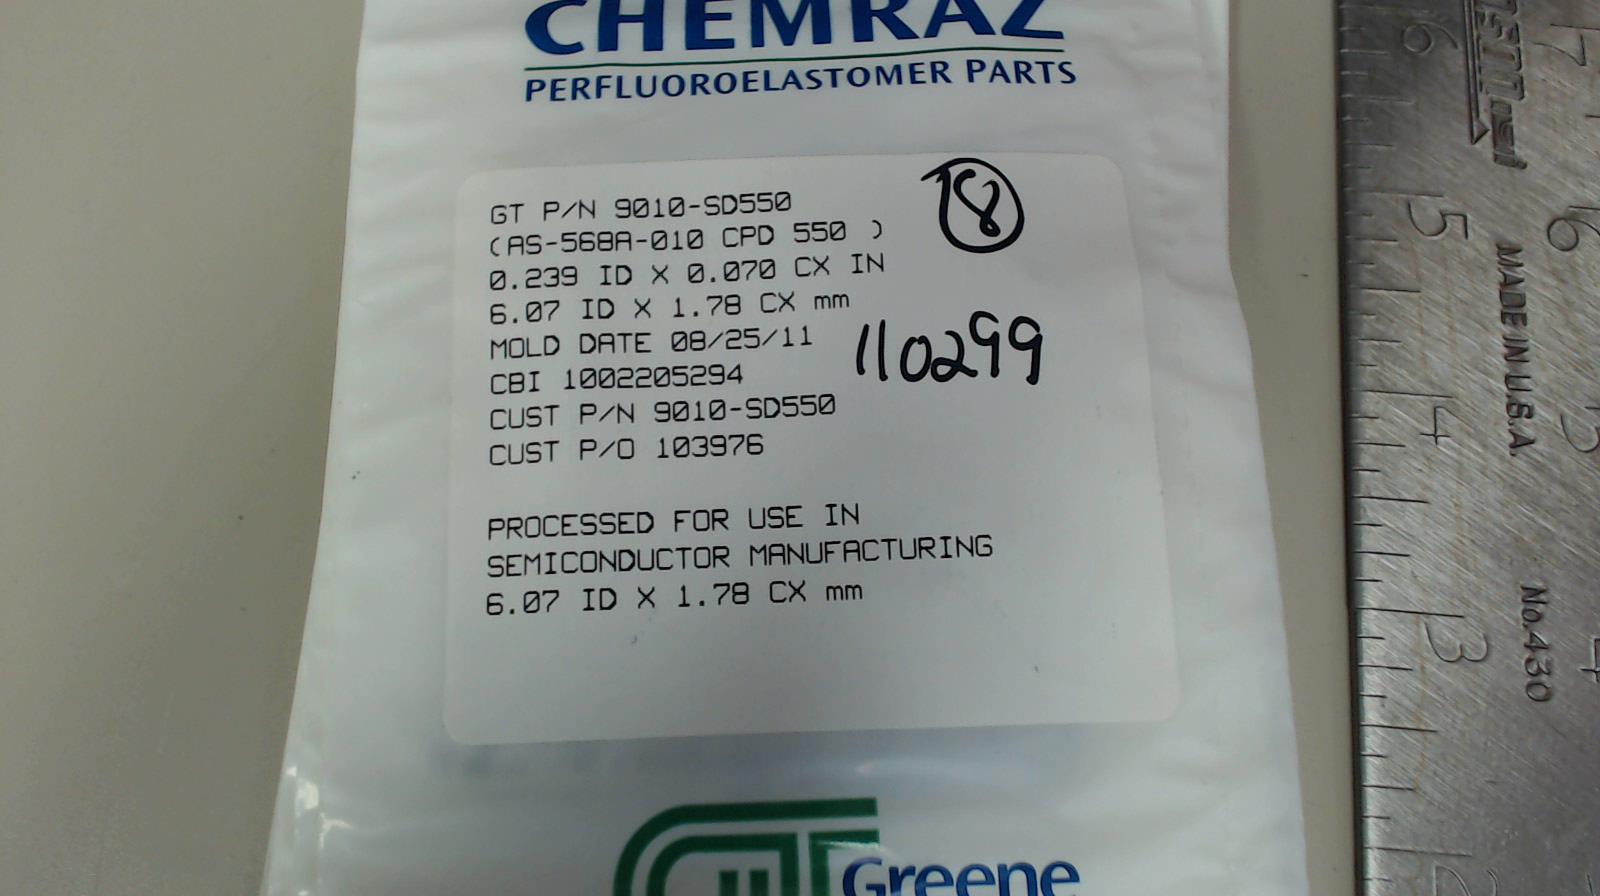 CHEMRAZ
PERFLUOROELASTOMER PARTS
GT P/N 9010-SD550
(AS-568A-010 CPD 550 )
0.239 ID X 0.070 CX IN
6.07 ID X 1.78 CX mm
MOLD DATE 08/25/11
CBI 1002205294
CUST P/N 9010-SD550
CUST P/O 103976
PROCESSED FOR USE IN
SEMICONDUCTOR MANUFACTURING
6.07 ID X 1.78 CX mm
8
110299
GT Greene
6
5
4
3
2
7
6
5
4
MADE IN U.S.A.
No.430